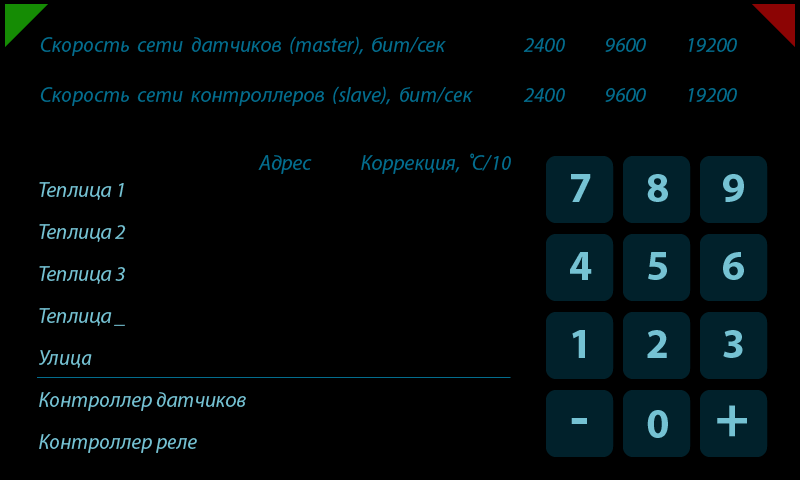 Скорость сети датчиков (master), бит/сек 2400 9600 19200
Скорость сети контроллеров (slave), бит/сек 2400 9600 19200
Адрес Коррекция, °С/10
Теплица 1
7 8 9
Теплица 2
Теплица 3
4 5 6
Теплица _
Улица
1 2 3
Контроллер датчиков
- 0 +
Контроллер реле